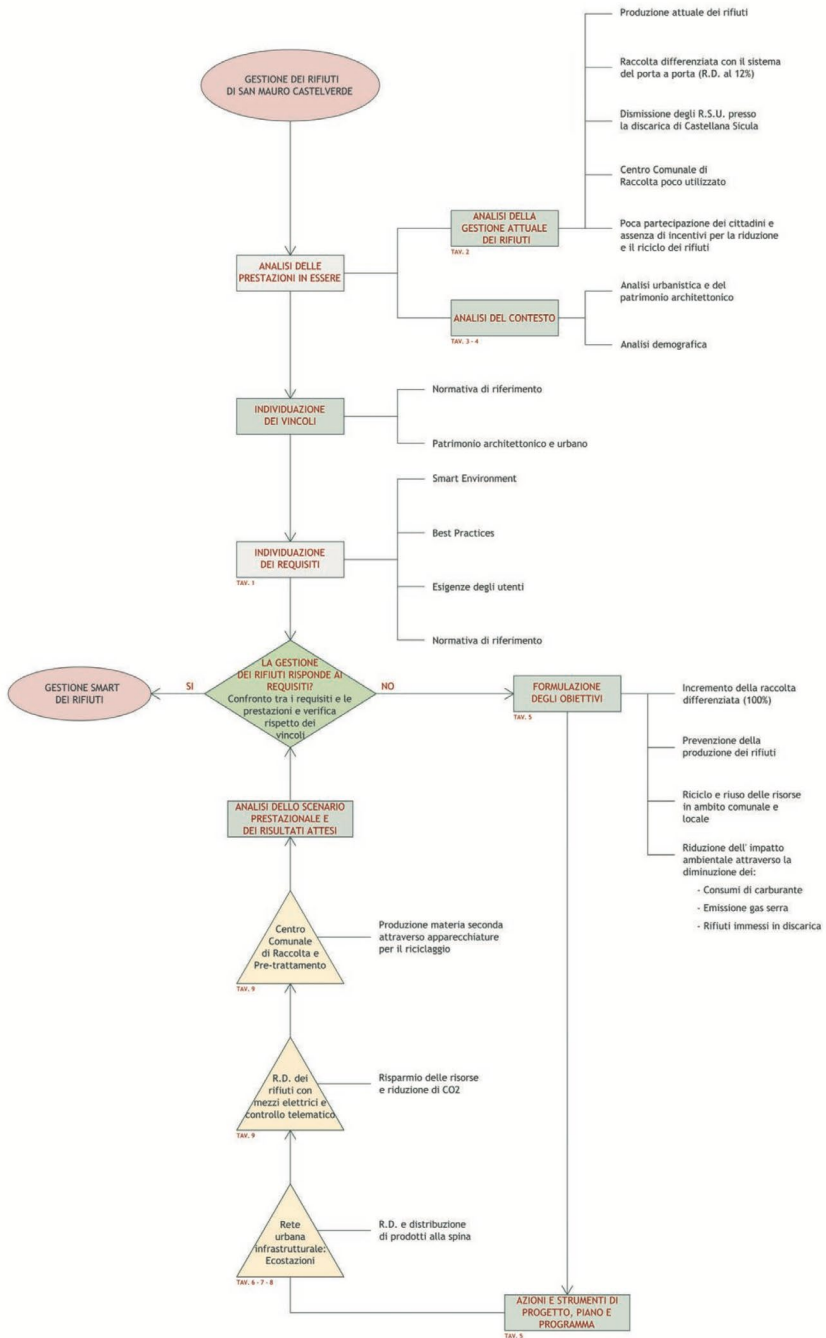 GESTIONE DEI RIFIUTI
DI SAN MAURO CASTELVERDE
Produzione attuale dei rifiuti
Raccolta differenziata con il sistema
del porta a porta (R.D. al 12%)
Dismissione degli R.S.U. presso
la discarica di Castellana Sicula
Centro Comunale di
Raccolta poco utilizzato
Poca partecipazione dei cittadini e
assenza di incentivi per la riduzione
e il riciclo dei rifiuti
ANALISI DELLA
GESTIONE ATTUALE
DEI RIFIUTI
TAV. 2
ANALISI DELLE
PRESTAZIONI IN ESSERE
ANALISI DEL CONTESTO
TAV. 3 - 4
Analisi urbanistica e del
patrimonio architettonico
Analisi demografica
INDIVIDUAZIONE
DEI VINCOLI
Normativa di riferimento
Patrimonio architettonico e urbano
INDIVIDUAZIONE
DEI REQUISITI
TAV. 1
Smart Environment
Best Practices
Esigenze degli utenti
Normativa di riferimento
LA GESTIONE
DEI RIFIUTI RISPONDE AI
REQUISITI?
Confronto tra i requisiti e le
prestazioni e verifica
rispetto dei
vincoli
SI
GESTIONE SMART
DEI RIFIUTI
NO
FORMULAZIONE
DEGLI OBIETTIVI
TAV. 5
Incremento della raccolta
differenziata (100%)
Prevenzione della
produzione dei rifiuti
Riciclo e riuso delle risorse
in ambito comunale e
locale
Riduzione dell' impatto
ambientale attraverso la
diminuzione dei:
- Consumi di carburante
- Emissione gas serra
- Rifiuti immessi in discarica
ANALISI DELLO SCENARIO
PRESTAZIONALE E
DEI RISULTATI ATTESI
Centro
Comunale
di Raccolta e
Pre-trattamento
TAV. 9
Produzione materia seconda
attraverso apparecchiature
per il riciclaggio
R.D. dei
rifiuti con
mezzi elettrici e
controllo telematico
TAV. 9
Risparmio delle risorse
e riduzione di CO2
Rete
urbana
infrastrutturale:
Ecostazioni
TAV. 6 - 7 - 8
R.D. e distribuzione
di prodotti alla spina
AZIONI E STRUMENTI DI
PROGETTO, PIANO E
PROGRAMMA
TAV. 5